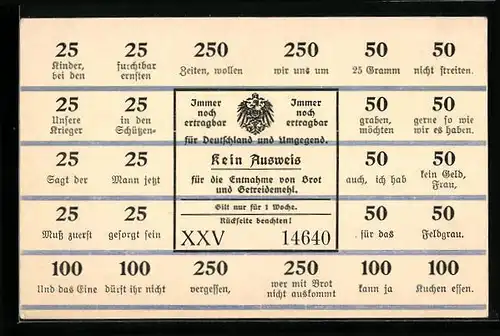 25 25 250 250 50 50
Kinder, bei den furchtbar ernsten Zeiten, wollen wir uns um 25 Gramm nicht streiten.
25 25
Unsere Krieger in den Schützen-
Immer noch ertragbar
Immer noch ertragbar
für Deutschland und Umgegend.
Kein Ausweis
für die Entnahme von Brot
und Getreidemehl.
Gilt nur für 1 Woche.
Rückseite beachten!
XXV 14640
50 50
graben, möchten gerne so wie wir es haben.
25 25
Sagt der Mann jetzt
50 50
auch, ich hab kein Geld, Frau,
25 25
Muß zuerst gesorgt sein
50 50
für das Feldgrau.
100 100 250 250 100 100
Und das Eine dürft ihr nicht vergessen, wer mit Brot nicht auskommt kann ja Kuchen essen.